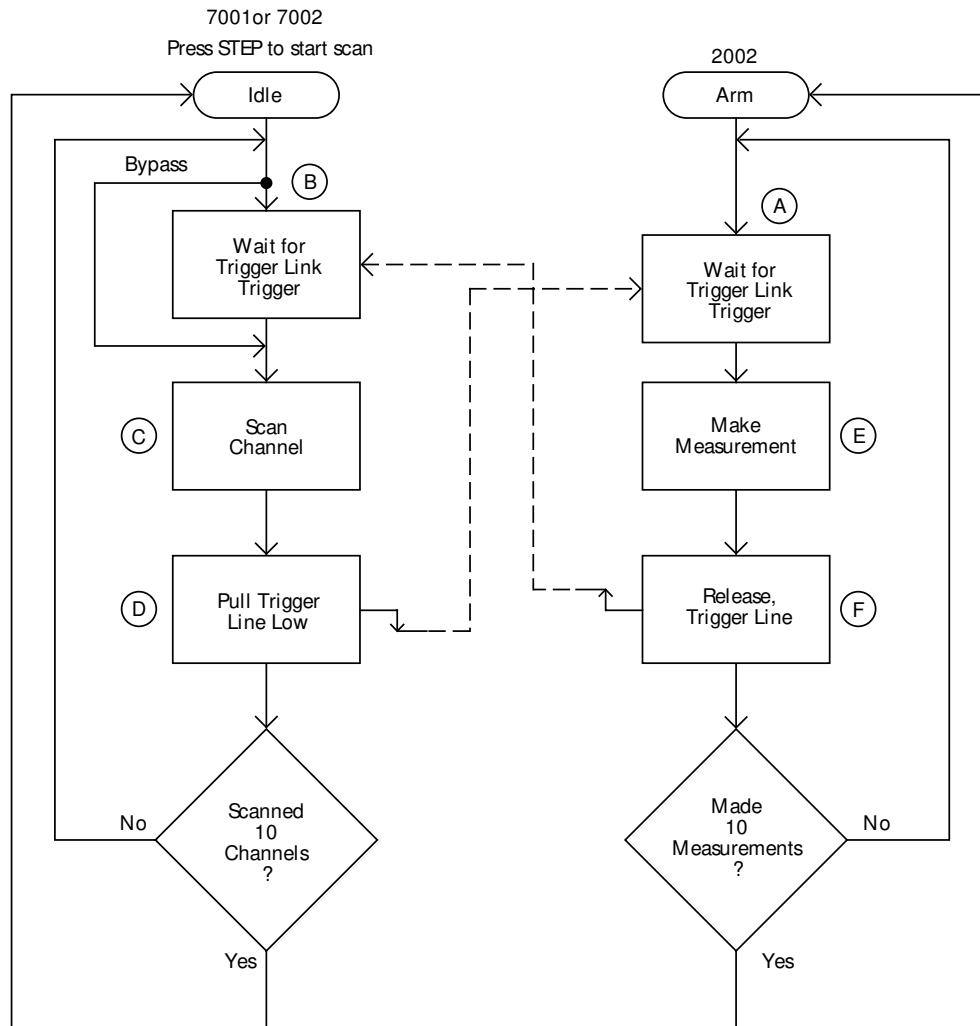 7001or 7002
Press STEP to start scan
Idle
Bypass
B
Wait for
Trigger Link
Trigger
C
Scan
Channel
D
Pull Trigger
Line Low
Scanned
10
Channels
?
No
Yes
2002
Arm
A
Wait for
Trigger Link
Trigger
Make
Measurement
E
Release,
Trigger Line
F
Made
10
Measurements
?
No
Yes